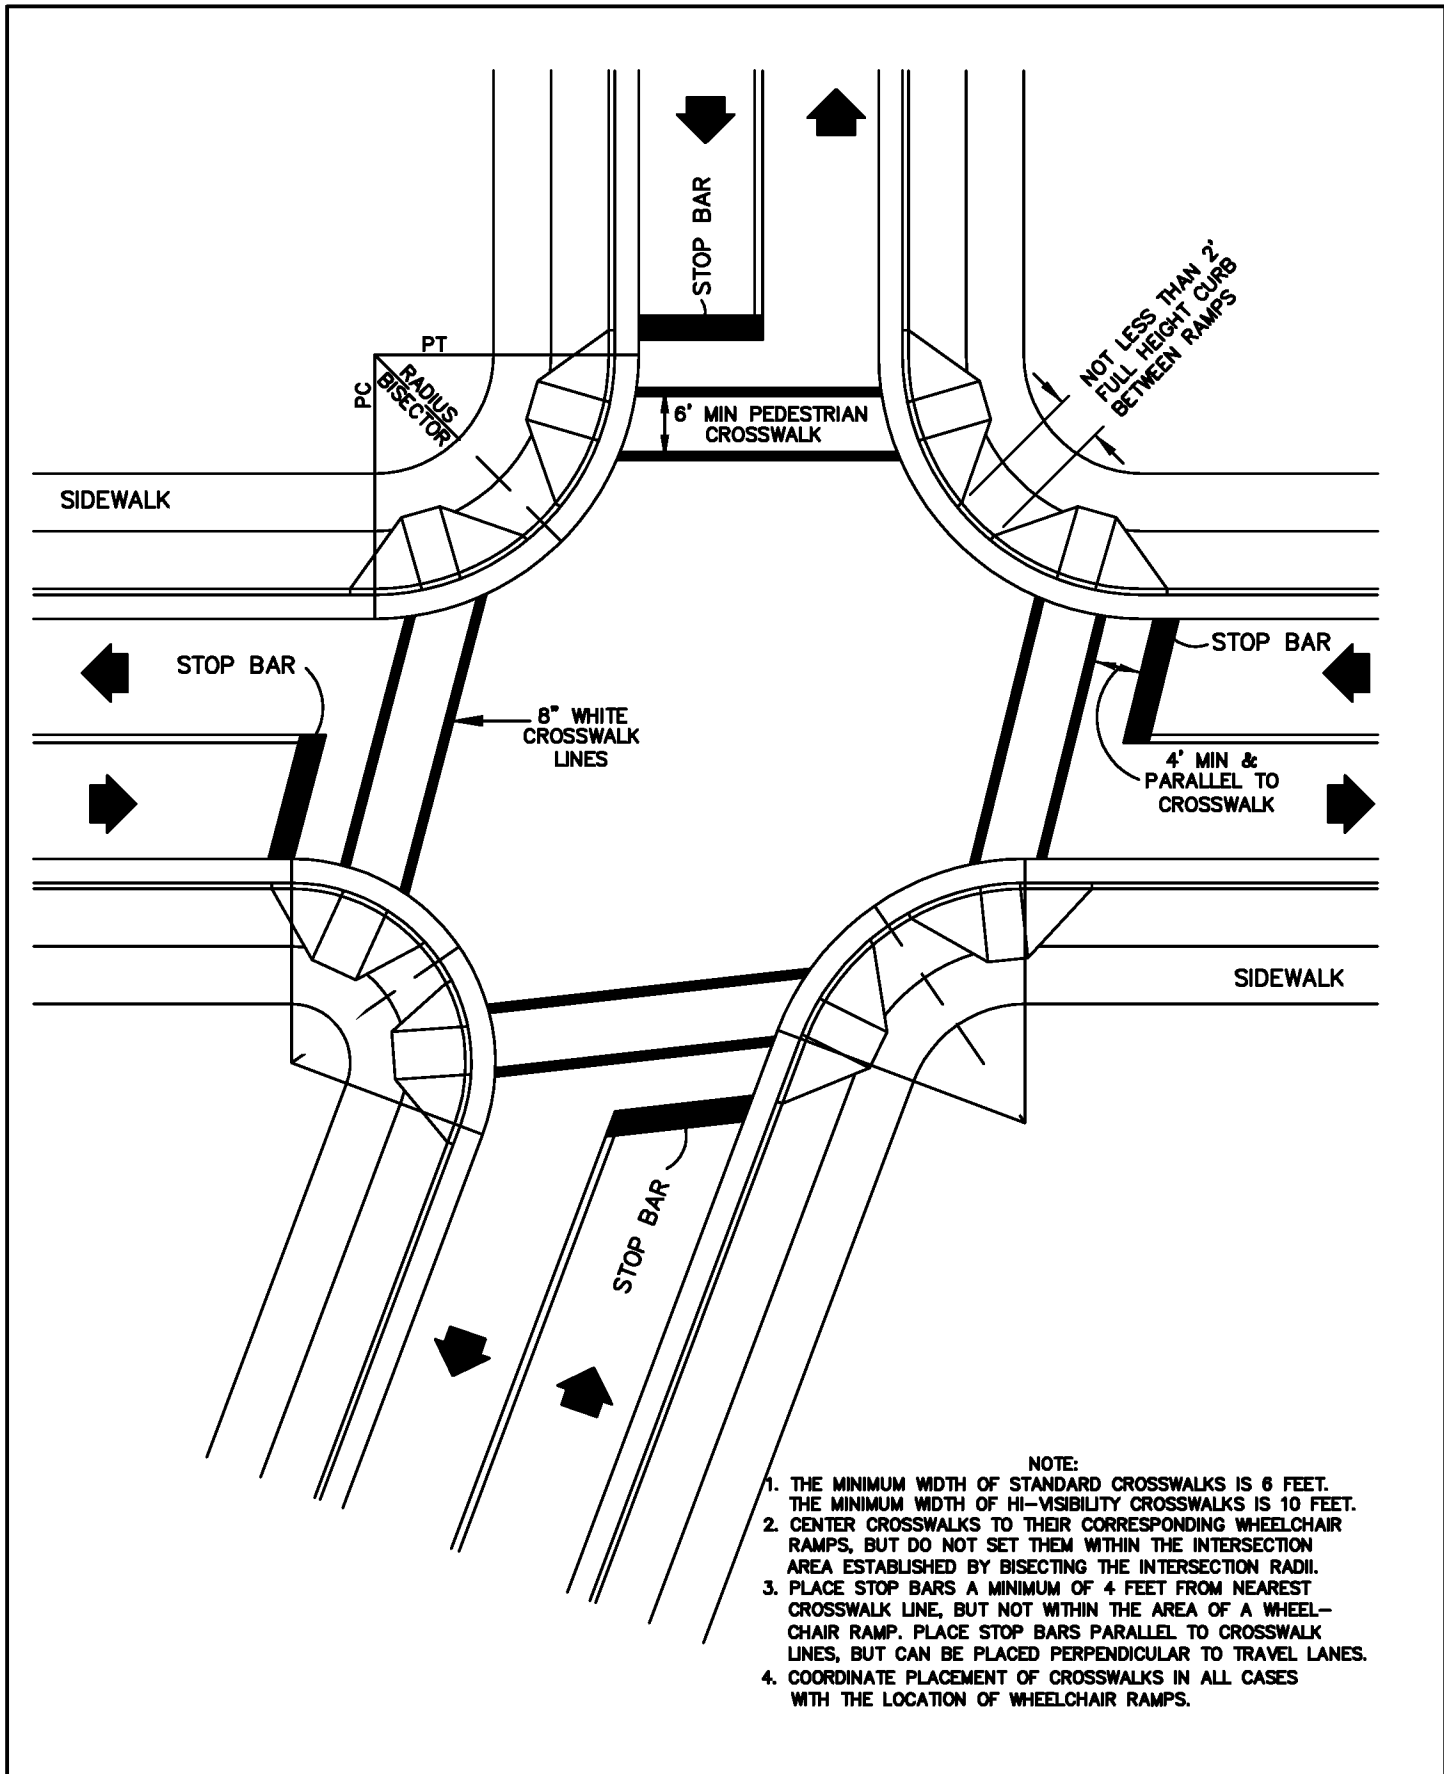 STOP BAR
NOT LESS THAN 2'
FULL HEIGHT CURB
BETWEEN RAMPS
PT
PC
RADIUS
BISECTOR
6' MIN PEDESTRIAN
CROSSWALK
SIDEWALK
STOP BAR
STOP BAR
8" WHITE
CROSSWALK
LINES
4' MIN &
PARALLEL TO
CROSSWALK
SIDEWALK
STOP BAR
NOTE:
1. THE MINIMUM WIDTH OF STANDARD CROSSWALKS IS 6 FEET.
THE MINIMUM WIDTH OF HI-VISIBILITY CROSSWALKS IS 10 FEET.
2. CENTER CROSSWALKS TO THEIR CORRESPONDING WHEELCHAIR
RAMPS, BUT DO NOT SET THEM WITHIN THE INTERSECTION
AREA ESTABLISHED BY BISECTING THE INTERSECTION RADII.
3. PLACE STOP BARS A MINIMUM OF 4 FEET FROM NEAREST
CROSSWALK LINE, BUT NOT WITHIN THE AREA OF A WHEEL-
CHAIR RAMP. PLACE STOP BARS PARALLEL TO CROSSWALK
LINES, BUT CAN BE PLACED PERPENDICULAR TO TRAVEL LANES.
4. COORDINATE PLACEMENT OF CROSSWALKS IN ALL CASES
WITH THE LOCATION OF WHEELCHAIR RAMPS.